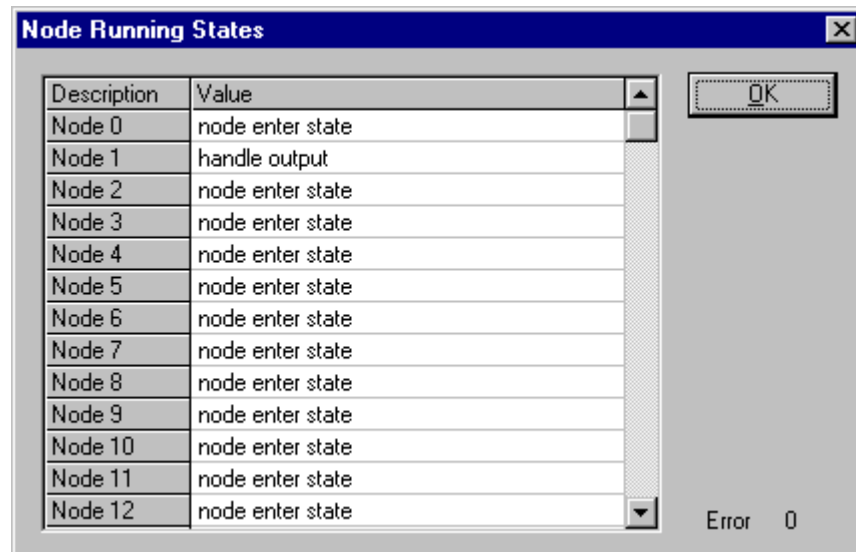 Node Running States
Description Value
OK
Node 0 node enter state
Node 1 handle output
Node 2 node enter state
Node 3 node enter state
Node 4 node enter state
Node 5 node enter state
Node 6 node enter state
Node 7 node enter state
Node 8 node enter state
Node 9 node enter state
Node 10 node enter state
Node 11 node enter state
Node 12 node enter state
Error 0